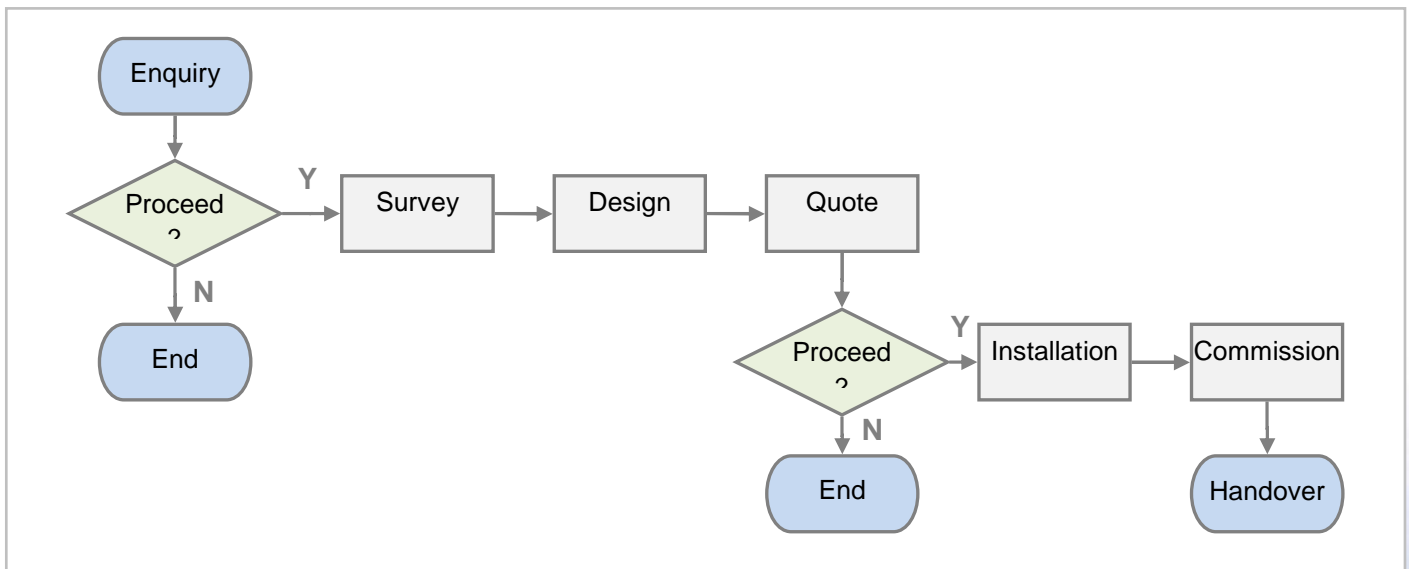 Enquiry
Proceed
?
Y
Survey
Design
Quote
N
End
Proceed
?
Y
Installation
Commission
N
End
Handover